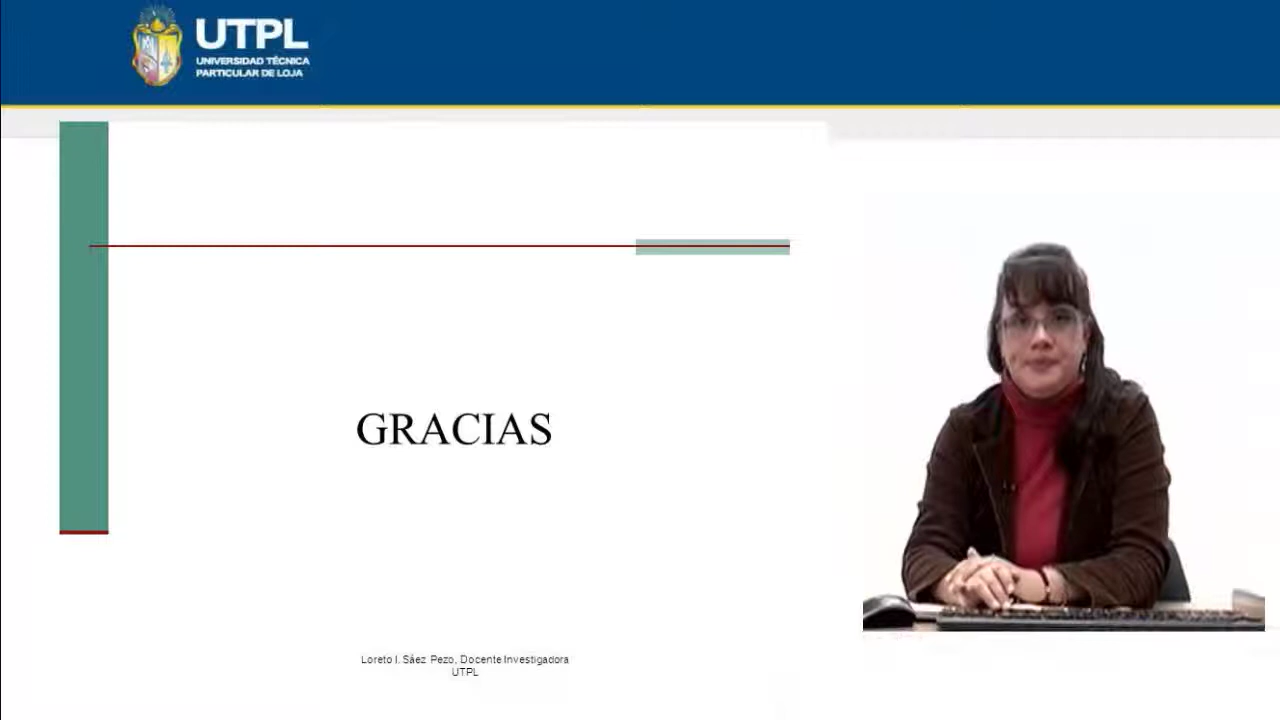 UTPL
UNIVERSIDAD TÉCNICA
PARTICULAR DE LOJA
GRACIAS
Loreto I. Sáez Pezo, Docente Investigadora
UTPL